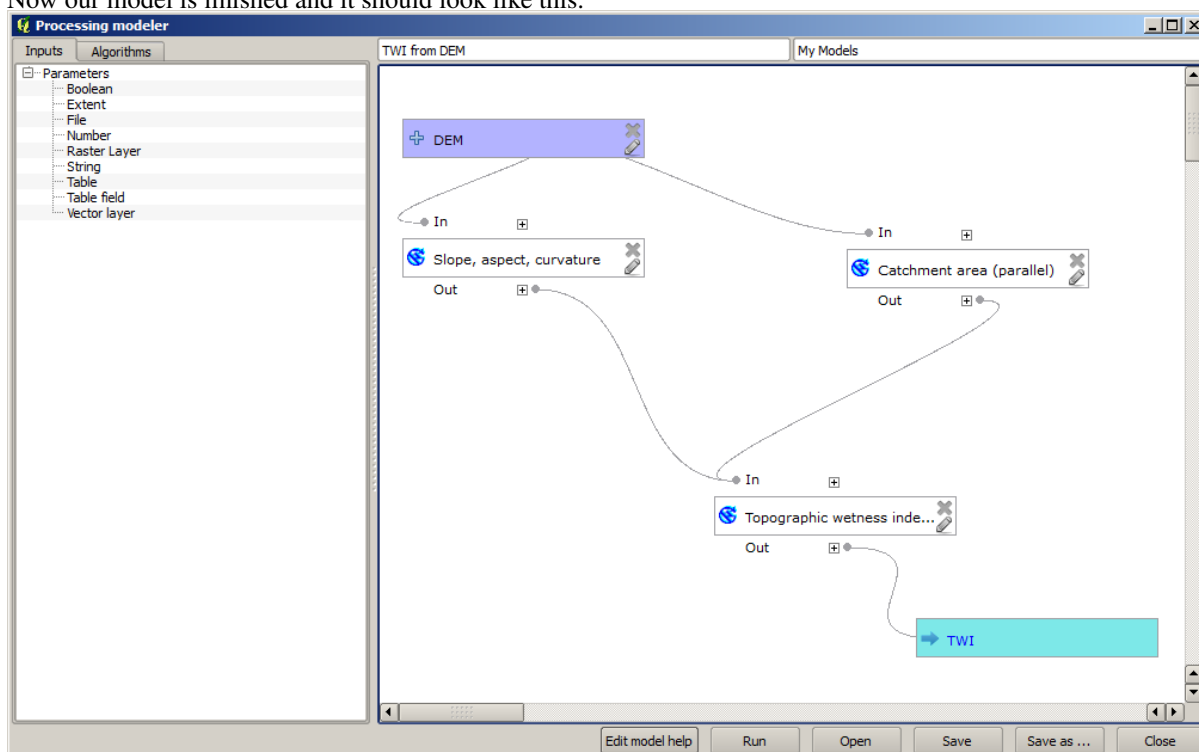 Now our model is finished and it should look like this:
Processing modeler
Inputs
Algorithms
TWI from DEM
My Models
Parameters
Boolean
Extent
File
Number
Raster Layer
String
Table
Table field
Vector layer
DEM
In
In
Slope, aspect, curvature
Catchment area (parallel)
Out
Out
In
Topographic wetness inde...
Out
TWI
Edit model help
Run
Open
Save
Save as ...
Close